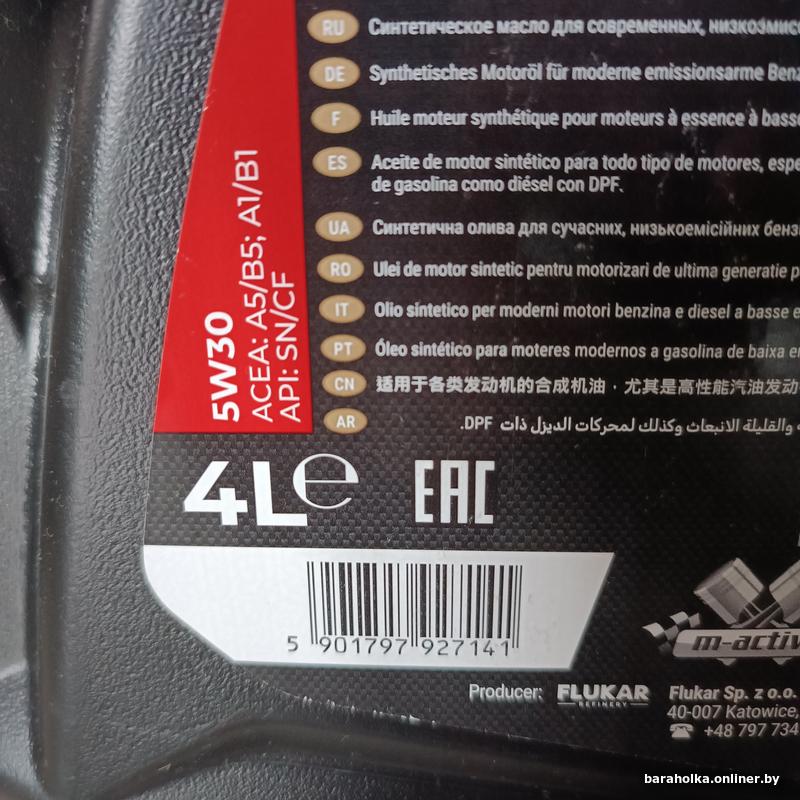 RU Синтетическое масло для современных,
DE Synthetisches Motoröl für moderne emissionsarme
F Huile moteur synthétique pour moteurs à essence à
ES Aceite de motor sintético para todo tipo de motores,
de gasolina como diésel con DPF.
UA Синтетична олива для сучасних, низькоемісійних
RO Ulei de motor sintetic pentru motorizari de ultima generatie
IT Olio sintetico per moderni motori benzina e diesel a basse
PT Óleo sintético para moteres modernos a gasolina de baixa
CN 适用于各类发动机的合成机油，尤其是高性能汽油发动
AR والقليلة الانبعاث وكذلك لمحركات الديزل ذات DPF.
5W30
ACEA: A5/B5; A1/B1
API: SN/CF
4L e EAC
5 901797 927141
m-activ
Producer: FLUKAR REFINERY
Flukar Sp. z o.o.
40-007 Katowice,
+48 797 734
baraholka.onliner.by